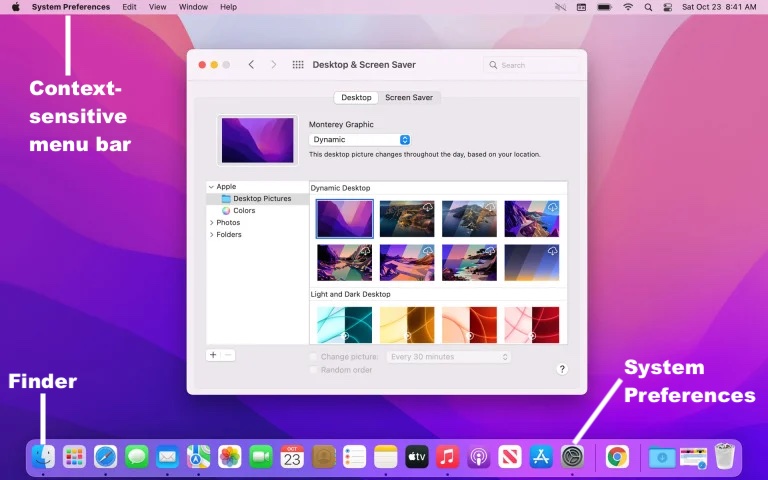 System Preferences Edit View Window Help Sat Oct 23 8:41 AM
Context-
sensitive
menu bar
Desktop & Screen Saver
Search
Desktop Screen Saver
Monterey Graphic
Dynamic
This desktop picture changes throughout the day, based on your location.
Apple
Desktop Pictures
Colors
Photos
Folders
Dynamic Desktop
Light and Dark Desktop
+ −
Change picture: Every 30 minutes
Random order
?
Finder
System
Preferences
OCT
23
tv